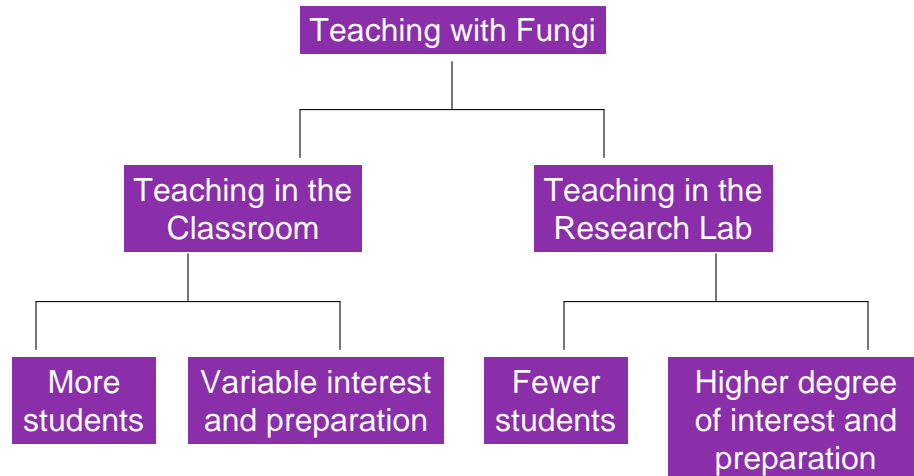 Teaching with Fungi
Teaching in the
Classroom
Teaching in the
Research Lab
More
students
Variable interest
and preparation
Fewer
students
Higher degree
of interest and
preparation